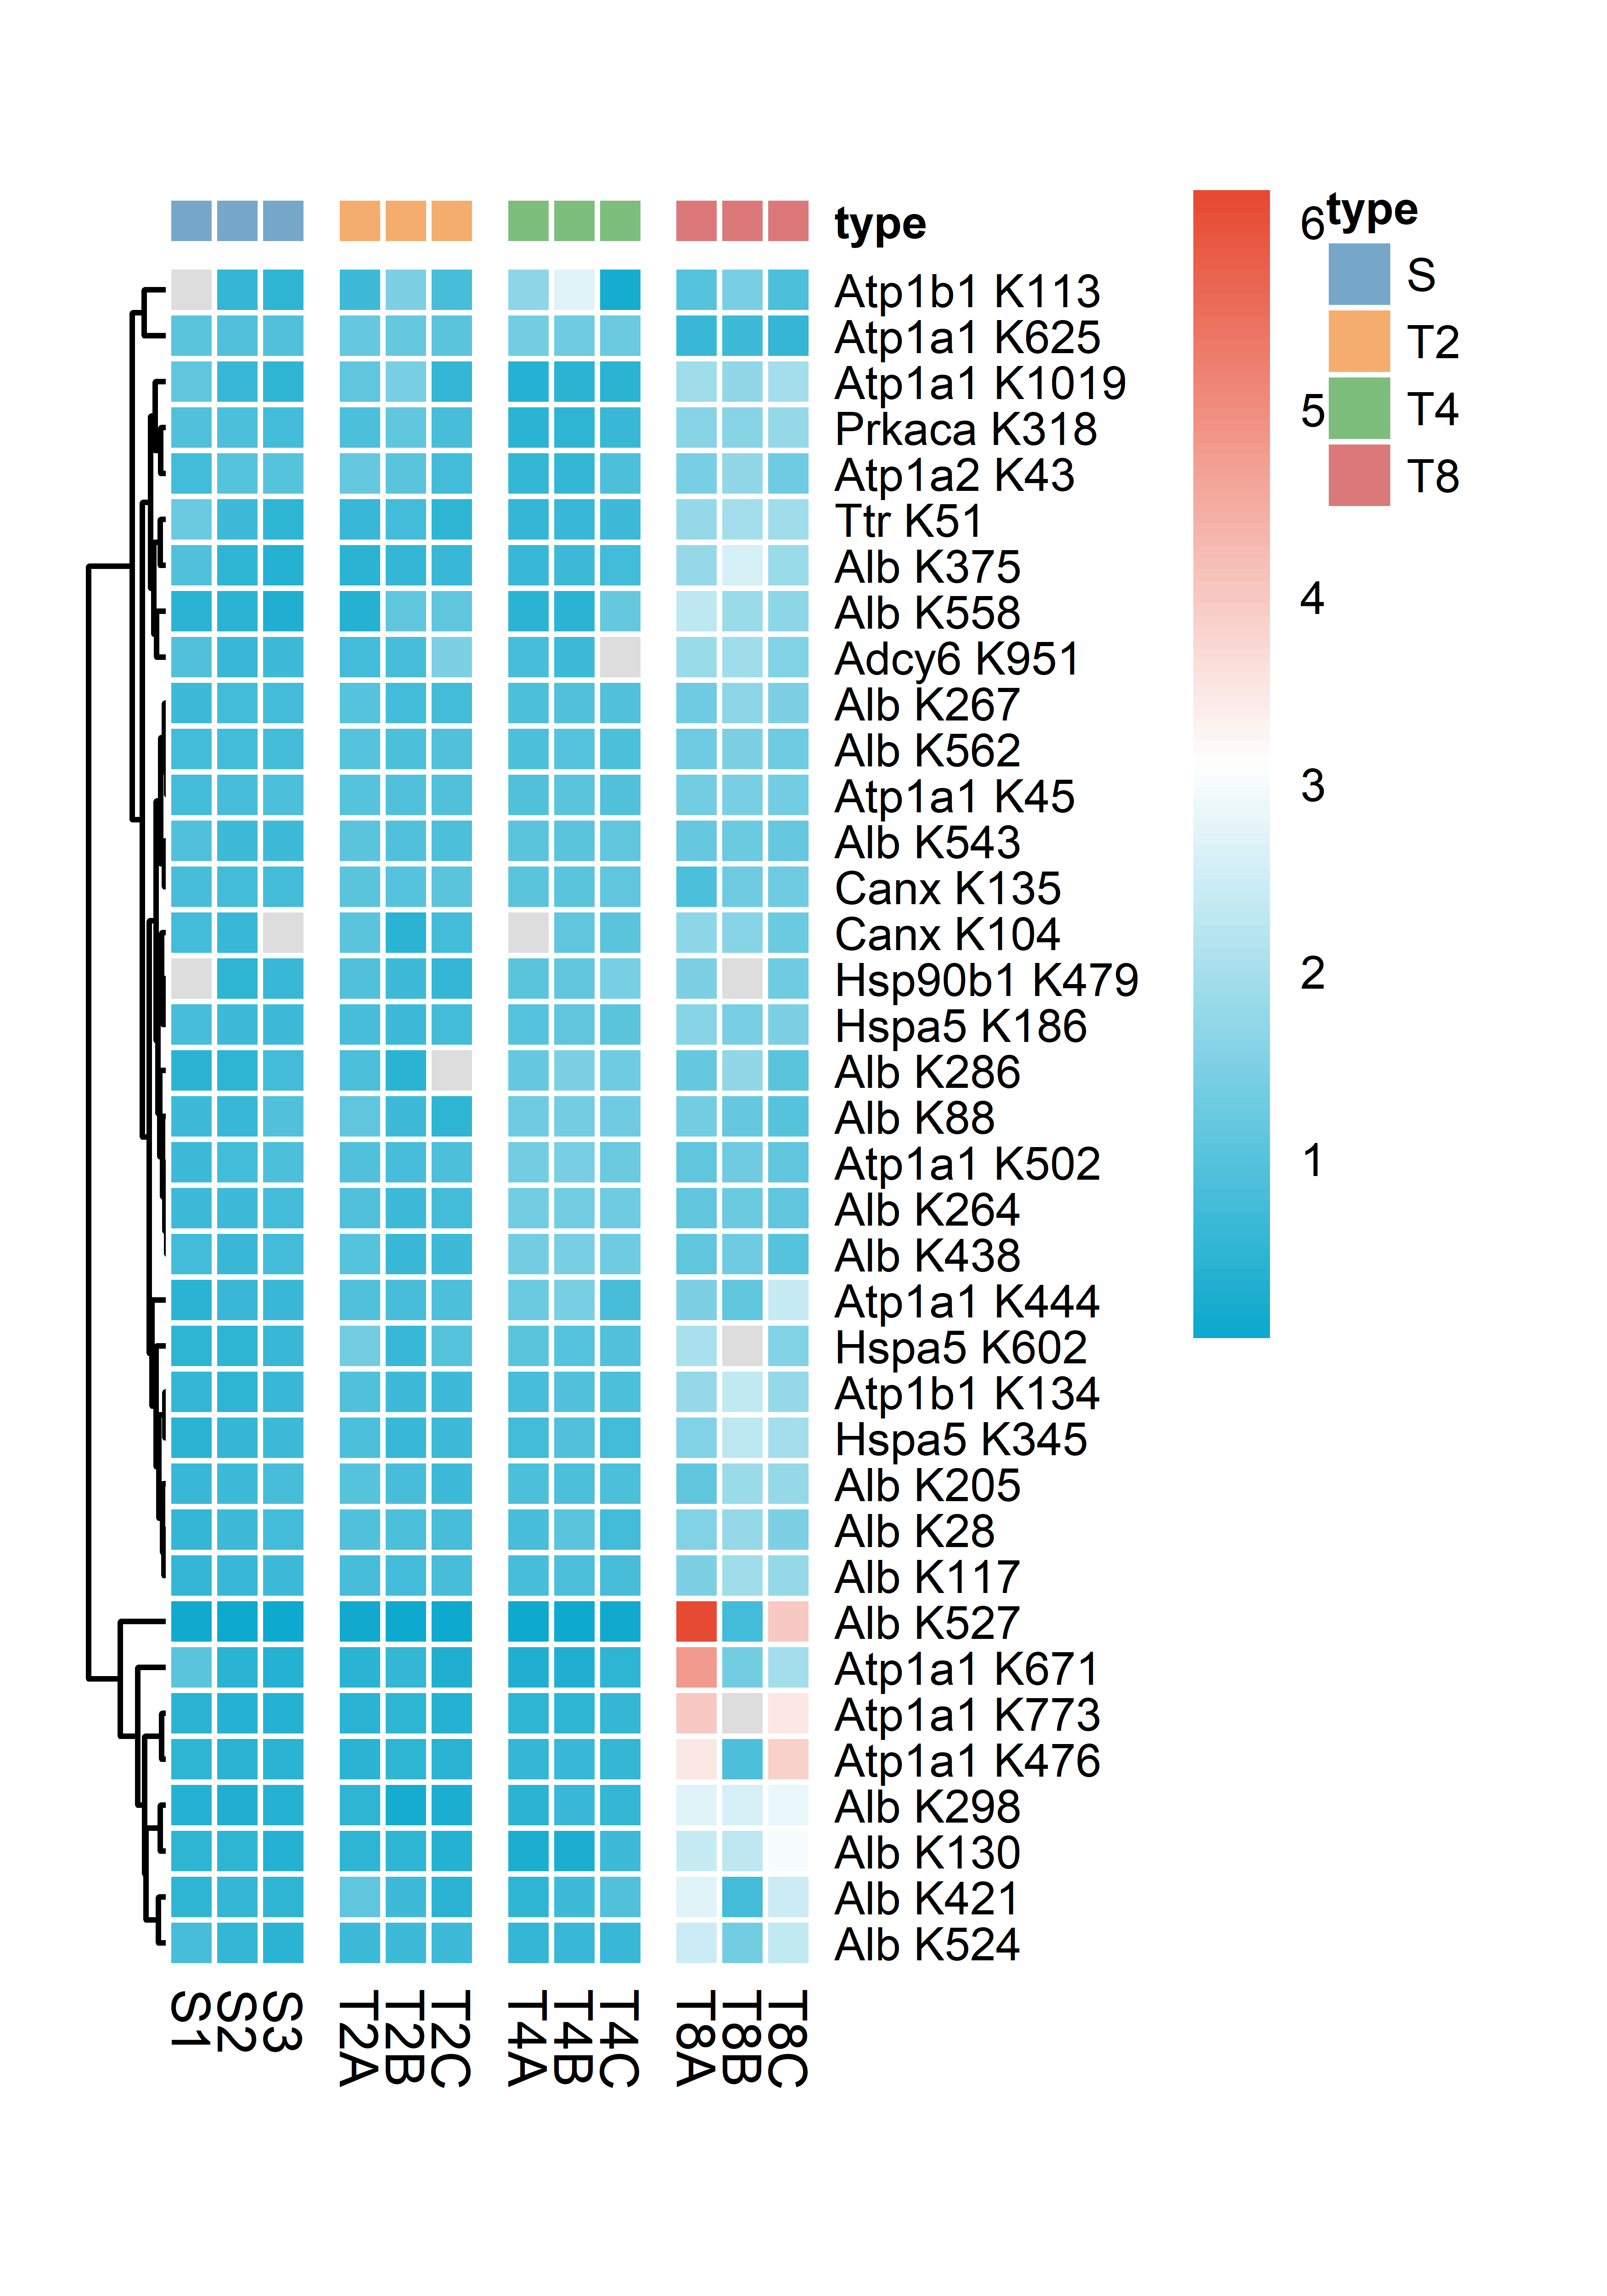 type
Atp1b1 K113
Atp1a1 K625
Atp1a1 K1019
Prkaca K318
Atp1a2 K43
Ttr K51
Alb K375
Alb K558
Adcy6 K951
Alb K267
Alb K562
Atp1a1 K45
Alb K543
Canx K135
Canx K104
Hsp90b1 K479
Hspa5 K186
Alb K286
Alb K88
Atp1a1 K502
Alb K264
Alb K438
Atp1a1 K444
Hspa5 K602
Atp1b1 K134
Hspa5 K345
Alb K205
Alb K28
Alb K117
Alb K527
Atp1a1 K671
Atp1a1 K773
Atp1a1 K476
Alb K298
Alb K130
Alb K421
Alb K524
S1
S2
S3
T2A
T2B
T2C
T4A
T4B
T4C
T8A
T8B
T8C
6
5
4
3
2
1
type
S
T2
T4
T8